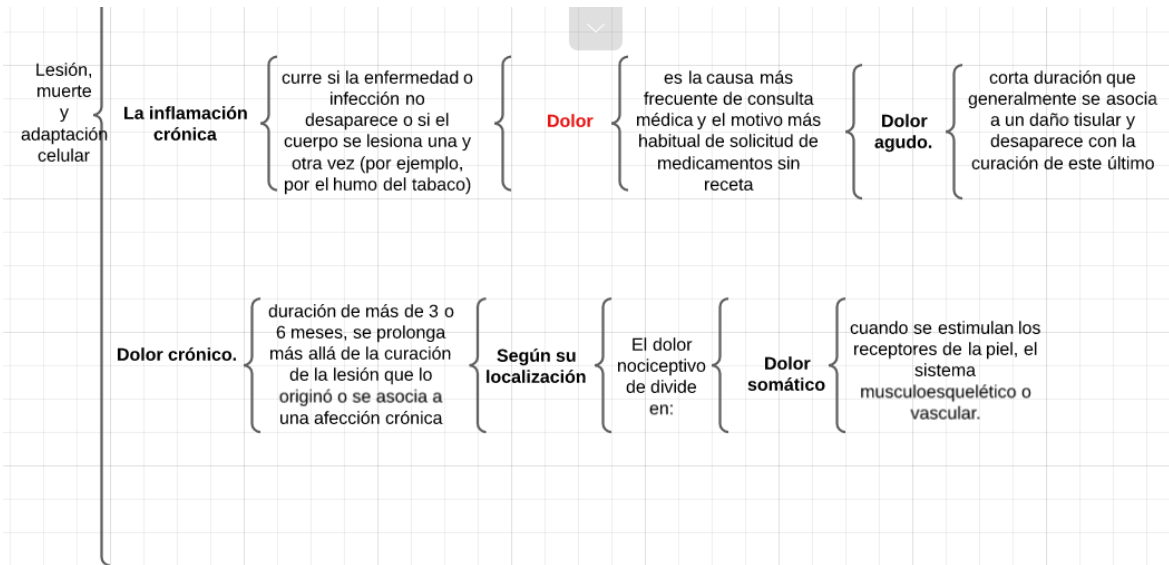 Lesión,
muerte
y
adaptación
celular
La inflamación
crónica
curre si la enfermedad o
infección no
desaparece o si el
cuerpo se lesiona una y
otra vez (por ejemplo,
por el humo del tabaco)
Dolor
es la causa más
frecuente de consulta
médica y el motivo más
habitual de solicitud de
medicamentos sin
receta
Dolor
agudo.
corta duración que
generalmente se asocia
a un daño tisular y
desaparece con la
curación de este último
Dolor crónico.
duración de más de 3 o
6 meses, se prolonga
más allá de la curación
de la lesión que lo
originó o se asocia a
una afección crónica
Según su
localización
El dolor
nociceptivo
de divide
en:
Dolor
somático
cuando se estimulan los
receptores de la piel, el
sistema
musculoesquelético o
vascular.